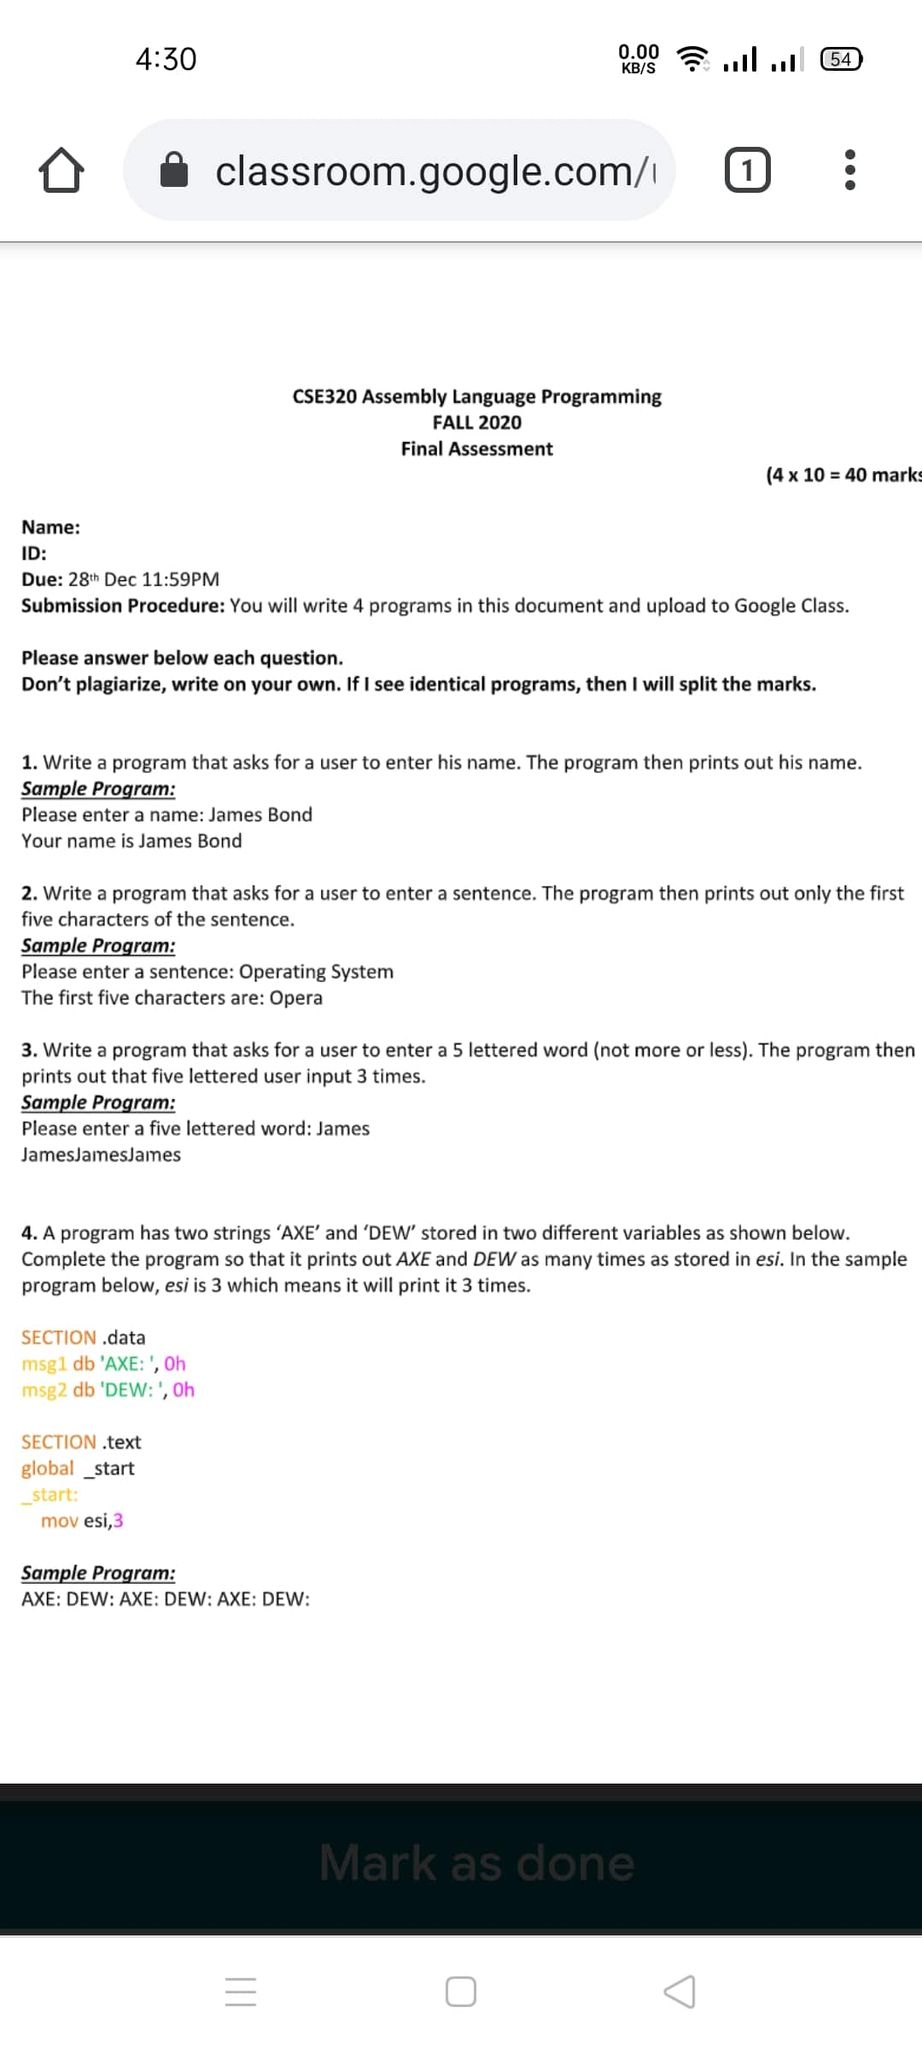 4:30
0.00
KB/S
54
classroom.google.com/
1
CSE320 Assembly Language Programming
FALL 2020
Final Assessment
(4 x 10 = 40 marks
Name:
ID:
Due: 28th Dec 11:59PM
Submission Procedure: You will write 4 programs in this document and upload to Google Class.
Please answer below each question.
Don't plagiarize, write on your own. If I see identical programs, then I will split the marks.
1. Write a program that asks for a user to enter his name. The program then prints out his name.
Sample Program:
Please enter a name: James Bond
Your name is James Bond
2. Write a program that asks for a user to enter a sentence. The program then prints out only the first
five characters of the sentence.
Sample Program:
Please enter a sentence: Operating System
The first five characters are: Opera
3. Write a program that asks for a user to enter a 5 lettered word (not more or less). The program then
prints out that five lettered user input 3 times.
Sample Program:
Please enter a five lettered word: James
JamesJamesJames
4. A program has two strings ‘AXE’ and ‘DEW’ stored in two different variables as shown below.
Complete the program so that it prints out AXE and DEW as many times as stored in esi. In the sample
program below, esi is 3 which means it will print it 3 times.
SECTION .data
msg1 db 'AXE: ', 0h
msg2 db 'DEW: ', 0h
SECTION .text
global _start
_start:
mov esi,3
Sample Program:
AXE: DEW: AXE: DEW: AXE: DEW:
Mark as done